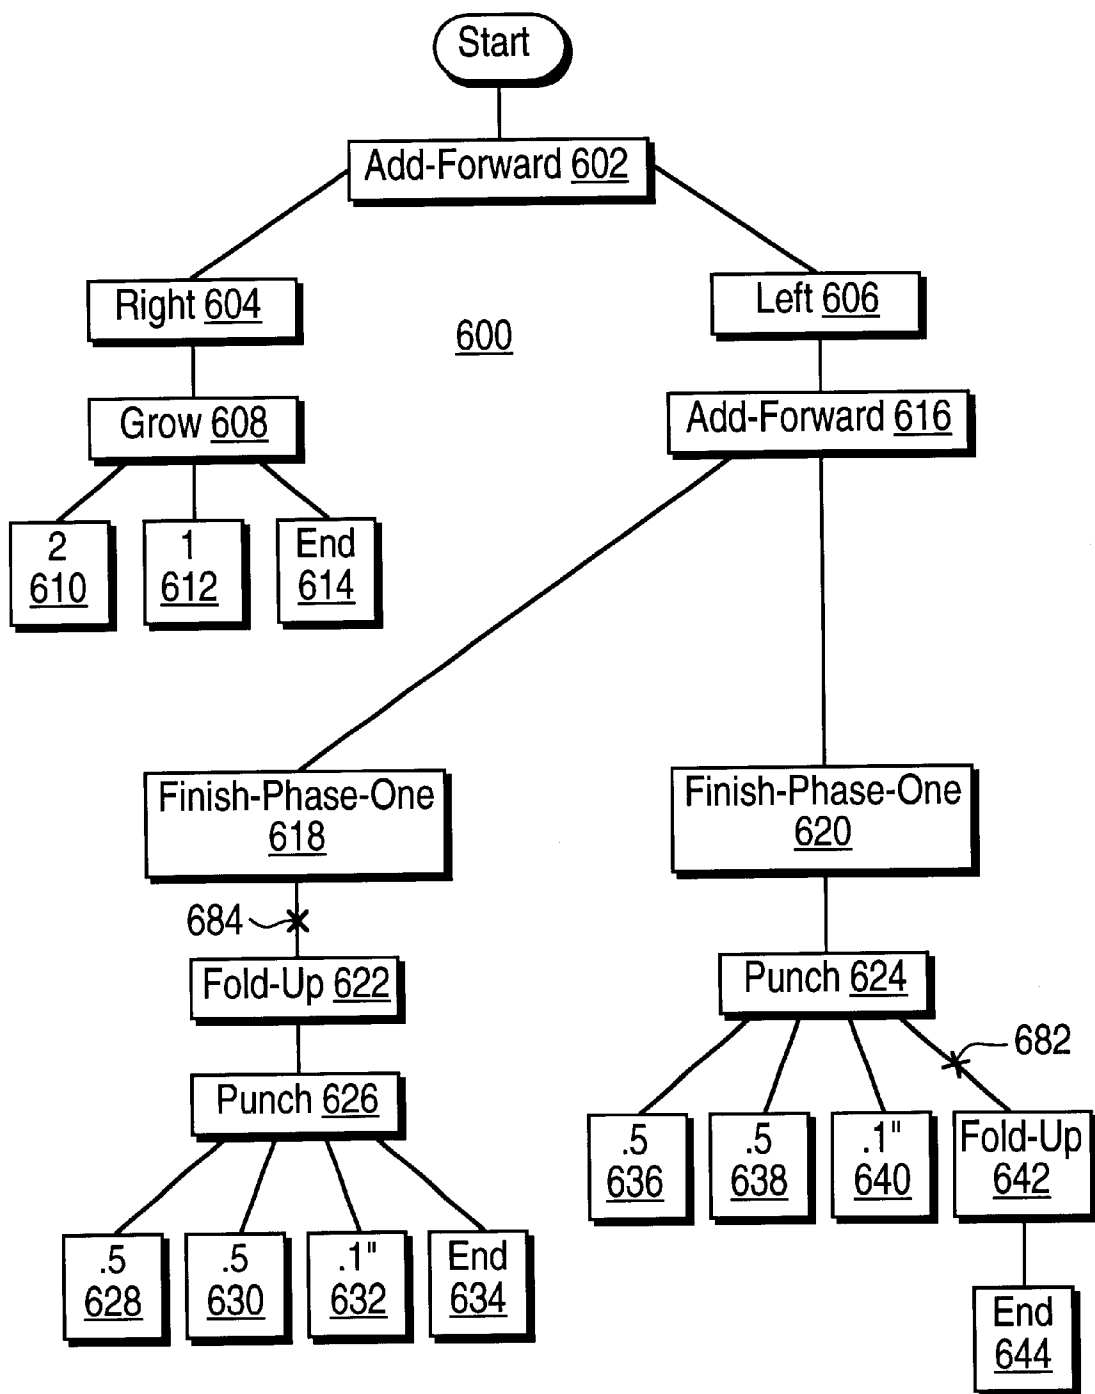 Start
Add-Forward 602
Right 604
Left 606
600
Grow 608
Add-Forward 616
2
610
1
612
End
614
Finish-Phase-One
618
Finish-Phase-One
620
684
Fold-Up 622
Punch 624
682
Punch 626
.5
636
.5
638
.1"
640
Fold-Up
642
.5
628
.5
630
.1"
632
End
634
End
644